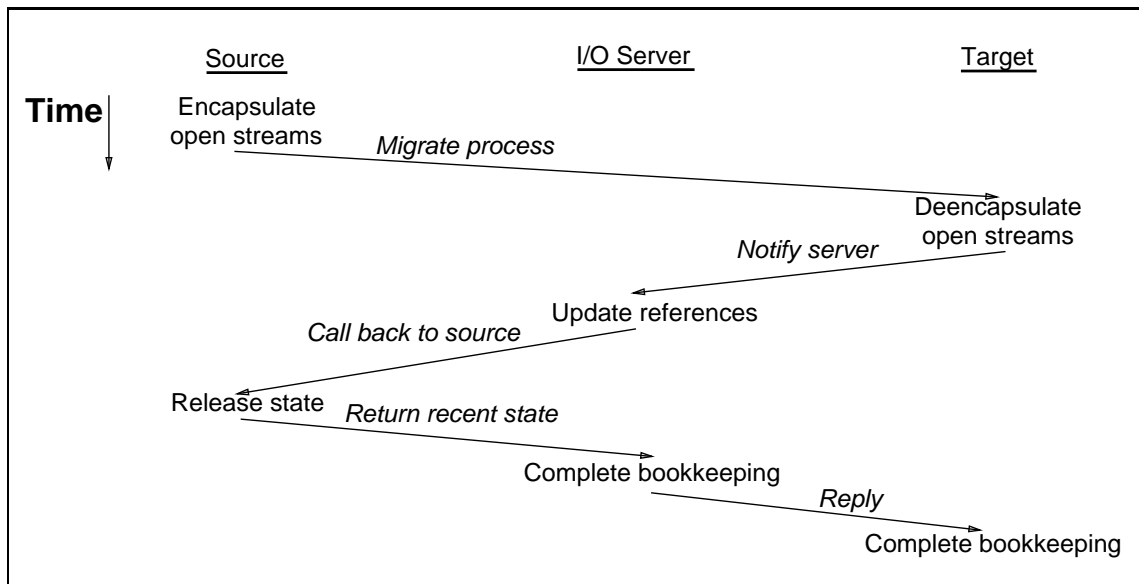 Source
I/O Server
Target
Time
Encapsulate
open streams
Migrate process
Deencapsulate
open streams
Notify server
Update references
Call back to source
Release state
Return recent state
Complete bookkeeping
Reply
Complete bookkeeping